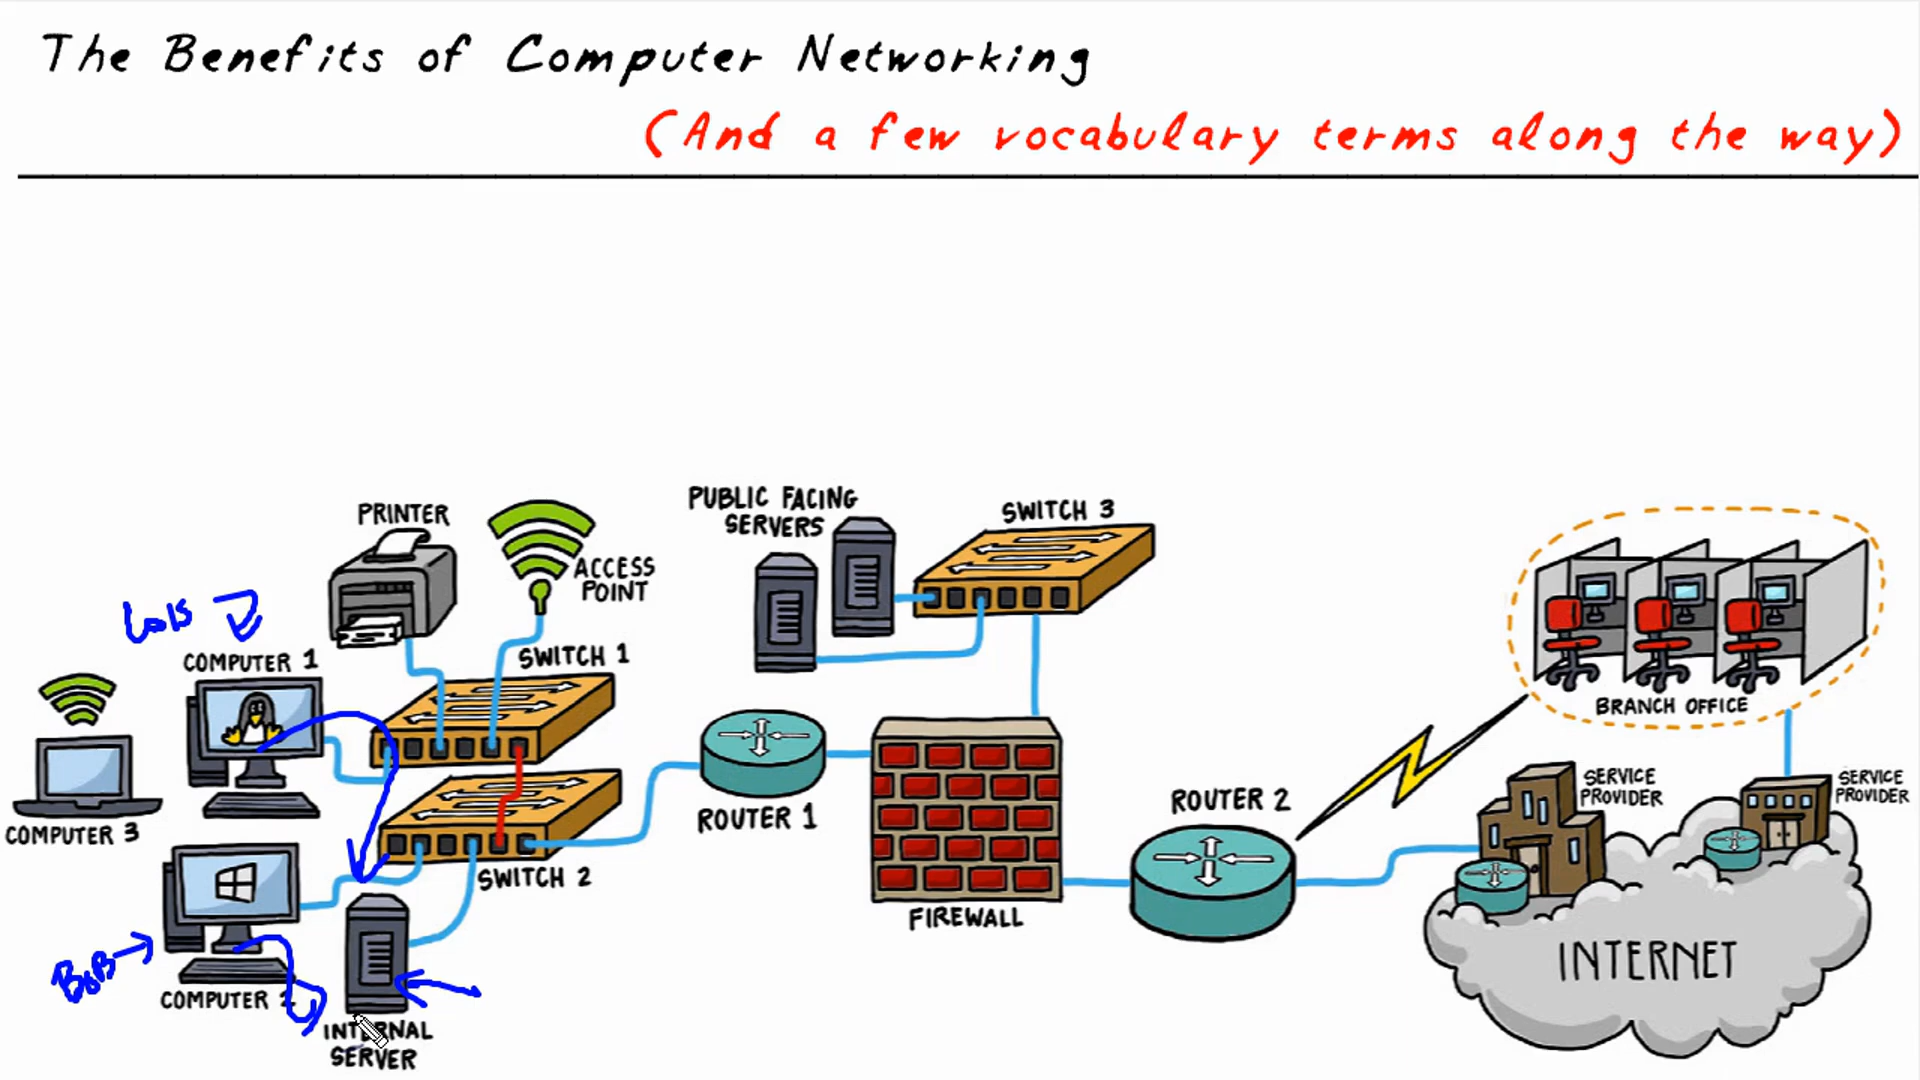 The Benefits of Computer Networking
(And a few vocabulary terms along the way)
PUBLIC FACING
SERVERS
SWITCH 3
PRINTER
ACCESS
POINT
Lois
COMPUTER 1
SWITCH 1
BRANCH OFFICE
COMPUTER 3
ROUTER 1
ROUTER 2
SERVICE
PROVIDER
SERVICE
PROVIDER
SWITCH 2
FIREWALL
BOB
COMPUTER 2
INTERNET
INTERNAL
SERVER